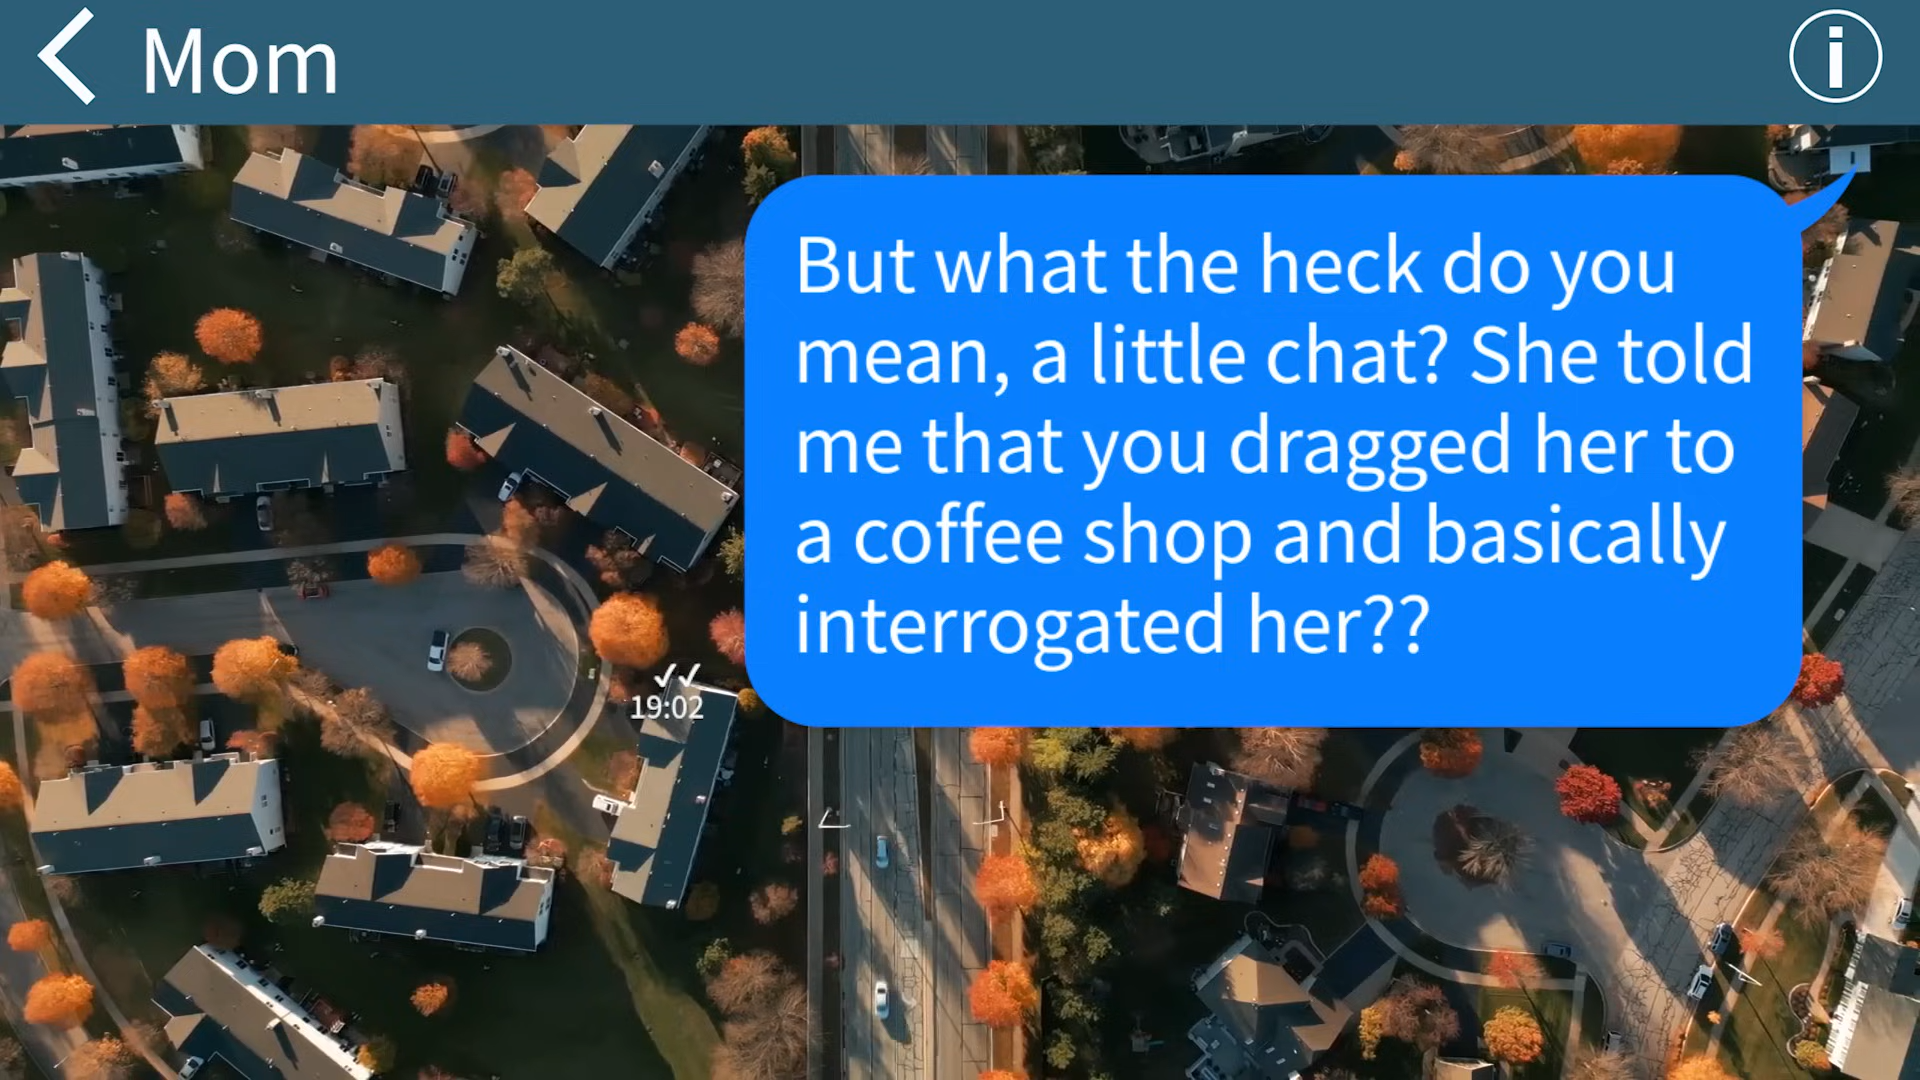 Mom
But what the heck do you
mean, a little chat? She told
me that you dragged her to
a coffee shop and basically
interrogated her??
19:02